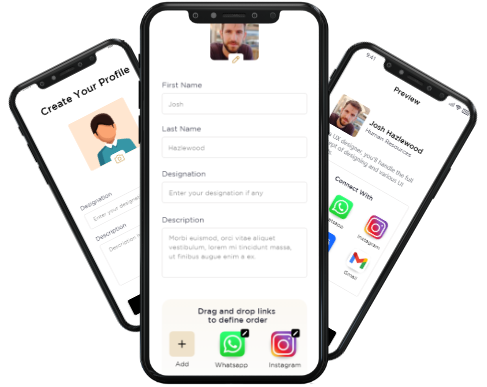 Create Your Profile
Designation
Enter your designa
Description
Description
First Name
Josh
Last Name
Hazlewood
Designation
Enter your designation if any
Description
Morbi euismod, orci vitae aliquet
vestibulum, lorem mi tincidunt massa,
ut finibus augue enim a ex.
Drag and drop links
to define order
Add
Whatsapp
Instagram
9:41
Preview
Josh Hazlewood
Human Resources
UX designer, you'll handle the full
ept of designing and various UI
Connect With
Instagram
Gmail